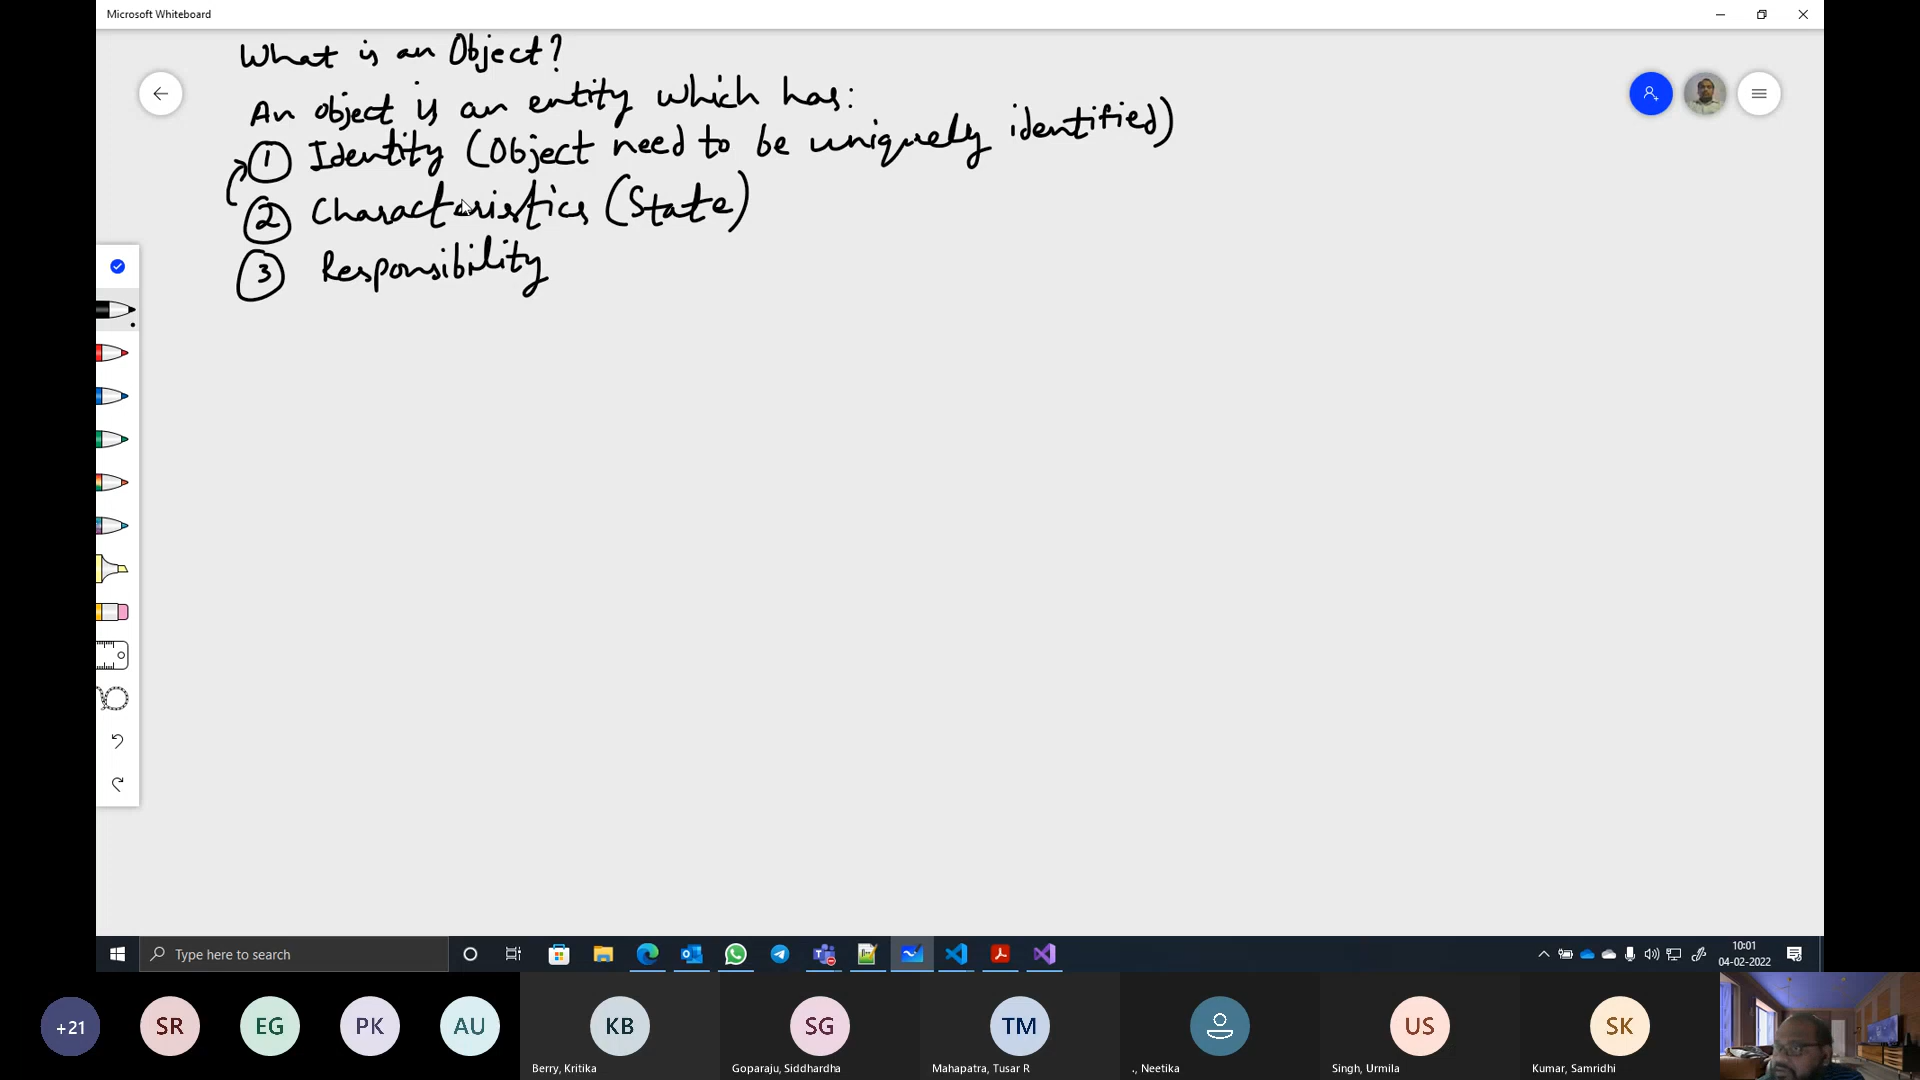 Microsoft Whiteboard
What is an Object?
An object is an entity which has:
1 Identity (Object need to be uniquely identified)
2 Characteristics (State)
3 Responsibility
Type here to search
10:01
04-02-2022
+21
SR
EG
PK
AU
KB
SG
TM
US
SK
Berry, Kritika
Goparaju, Siddhardha
Mahapatra, Tusar R
., Neetika
Singh, Urmila
Kumar, Samridhi